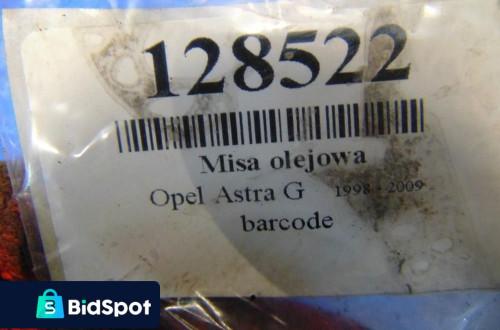 128522
Misa olejowa
Opel Astra G 1998 - 2009
barcode
BidSpot